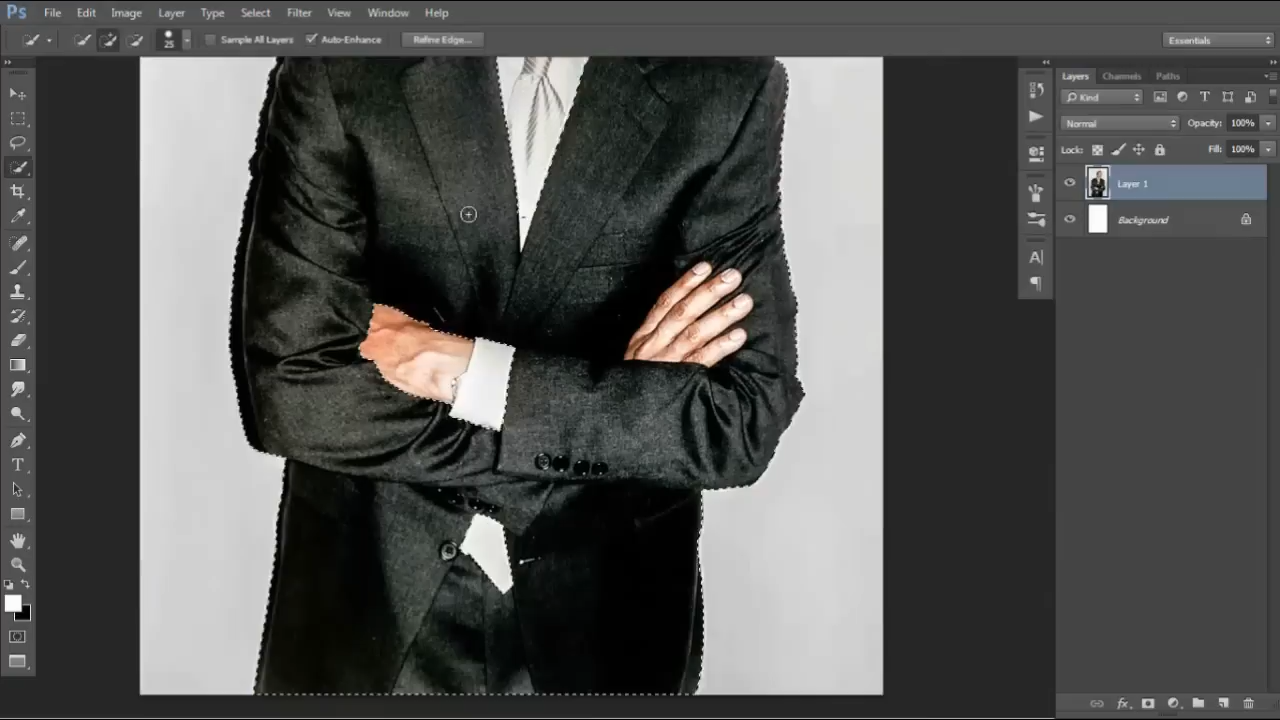 Ps File Edit Image Layer Type Select Filter View Window Help
25 Sample All Layers Auto-Enhance Refine Edge... Essentials
Layers Channels Paths
Kind T
Normal Opacity: 100%
Lock: Fill: 100%
Layer 1
Background
A|
T
fx